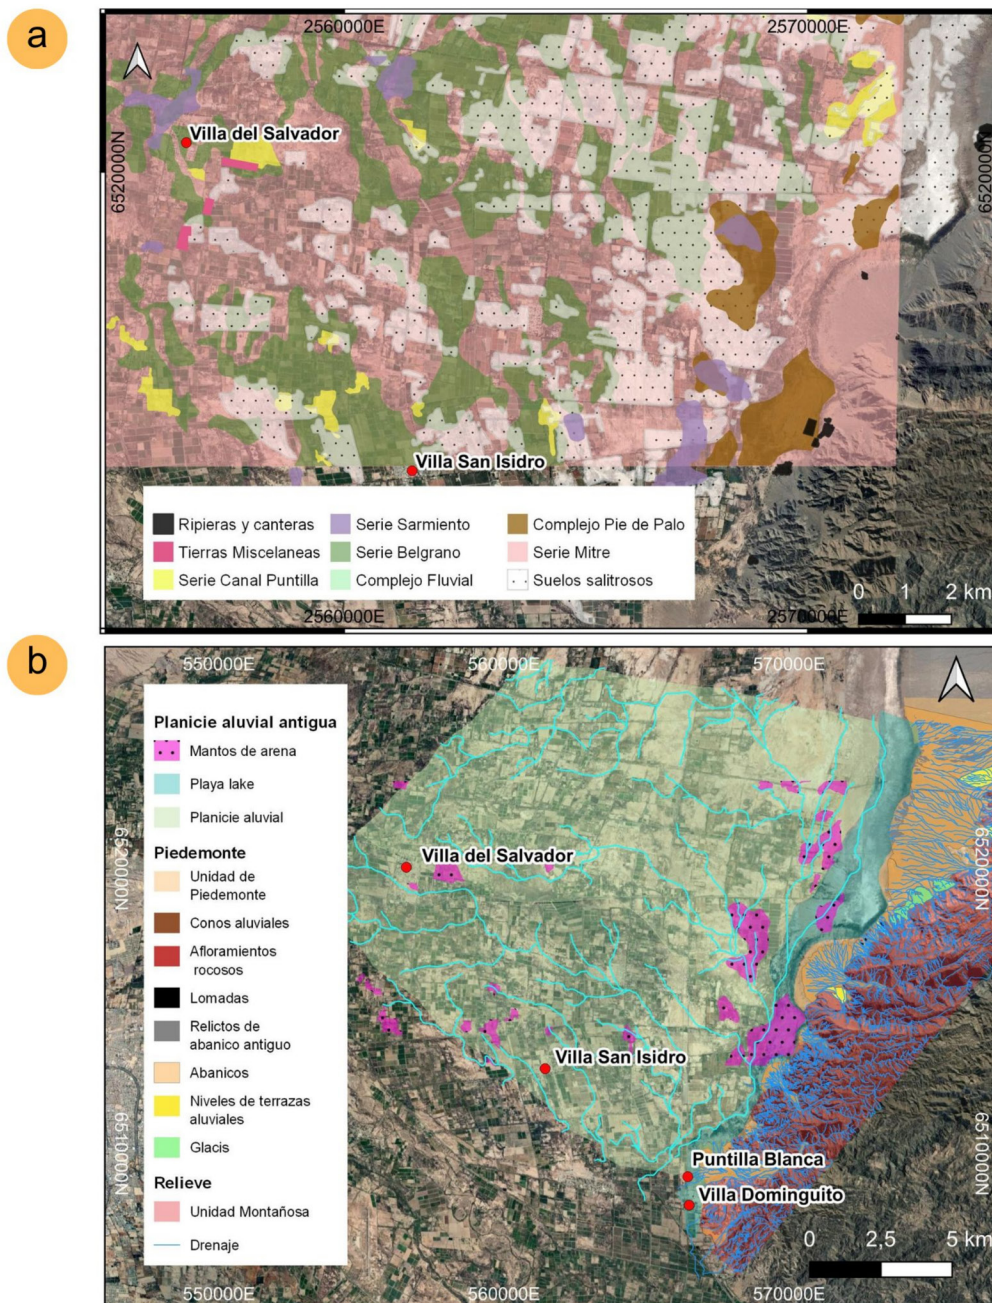 a
2560000E
2570000E
6520000N
6520000N
Villa del Salvador
Villa San Isidro
Ripieras y canteras
Serie Sarmiento
Complejo Pie de Palo
Tierras Miscelaneas
Serie Belgrano
Serie Mitre
Serie Canal Puntilla
Complejo Fluvial
Suelos salitrosos
0 1 2 km
2560000E
2570000E
b
550000E
560000E
570000E
Planicie aluvial antigua
Mantos de arena
Playa lake
Planicie aluvial
Piedemonte
Unidad de
Piedemonte
Conos aluviales
Afloramientos
rocosos
Lomadas
Relictos de
abanico antiguo
Abanicos
Niveles de terrazas
aluviales
Glacis
Relieve
Unidad Montañosa
Drenaje
6520000N
6520000N
Villa del Salvador
Villa San Isidro
6510000N
6510000N
Puntilla Blanca
Villa Dominguito
0 2,5 5 km
550000E
560000E
570000E